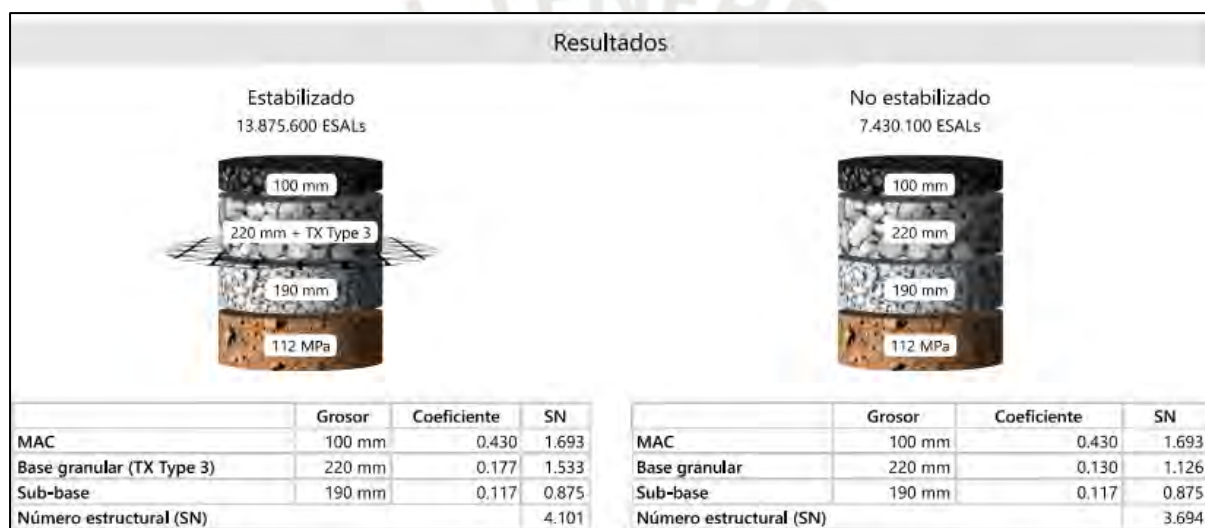 Resultados
Estabilizado
13.875.600 ESALs
100 mm
220 mm + TX Type 3
190 mm
112 MPa
No estabilizado
7.430.100 ESALs
100 mm
220 mm
190 mm
112 MPa
Grosor Coeficiente SN
MAC 100 mm 0.430 1.693
Base granular (TX Type 3) 220 mm 0.177 1.533
Sub-base 190 mm 0.117 0.875
Número estructural (SN) 4.101
Grosor Coeficiente SN
MAC 100 mm 0.430 1.693
Base granular 220 mm 0.130 1.126
Sub-base 190 mm 0.117 0.875
Número estructural (SN) 3.694